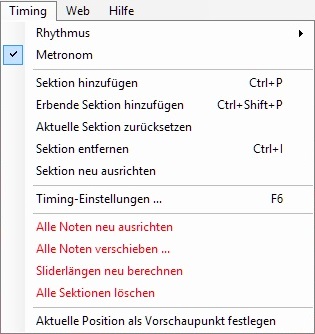 Timing Web Hilfe
Rhythmus
Metronom
Sektion hinzufügen Ctrl+P
Erbende Sektion hinzufügen Ctrl+Shift+P
Aktuelle Sektion zurücksetzen
Sektion entfernen Ctrl+I
Sektion neu ausrichten
Timing-Einstellungen ... F6
Alle Noten neu ausrichten
Alle Noten verschieben ...
Sliderlängen neu berechnen
Alle Sektionen löschen
Aktuelle Position als Vorschaupunkt festlegen